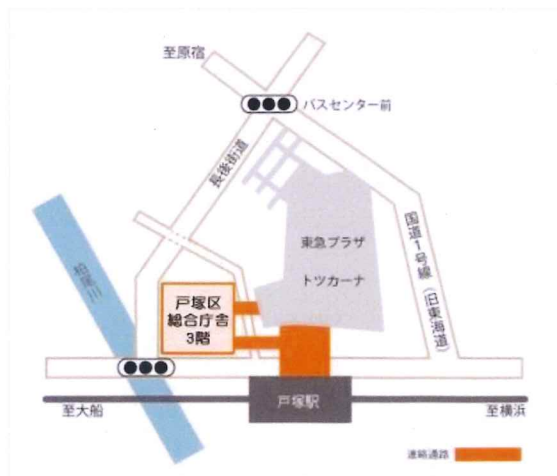 至原宿
バスセンター前
長後街道
東急プラザ
トツカーナ
国道1号線(旧東海道)
柏尾川
戸塚区
総合庁舎
3階
戸塚駅
至大船
至横浜
連絡通路